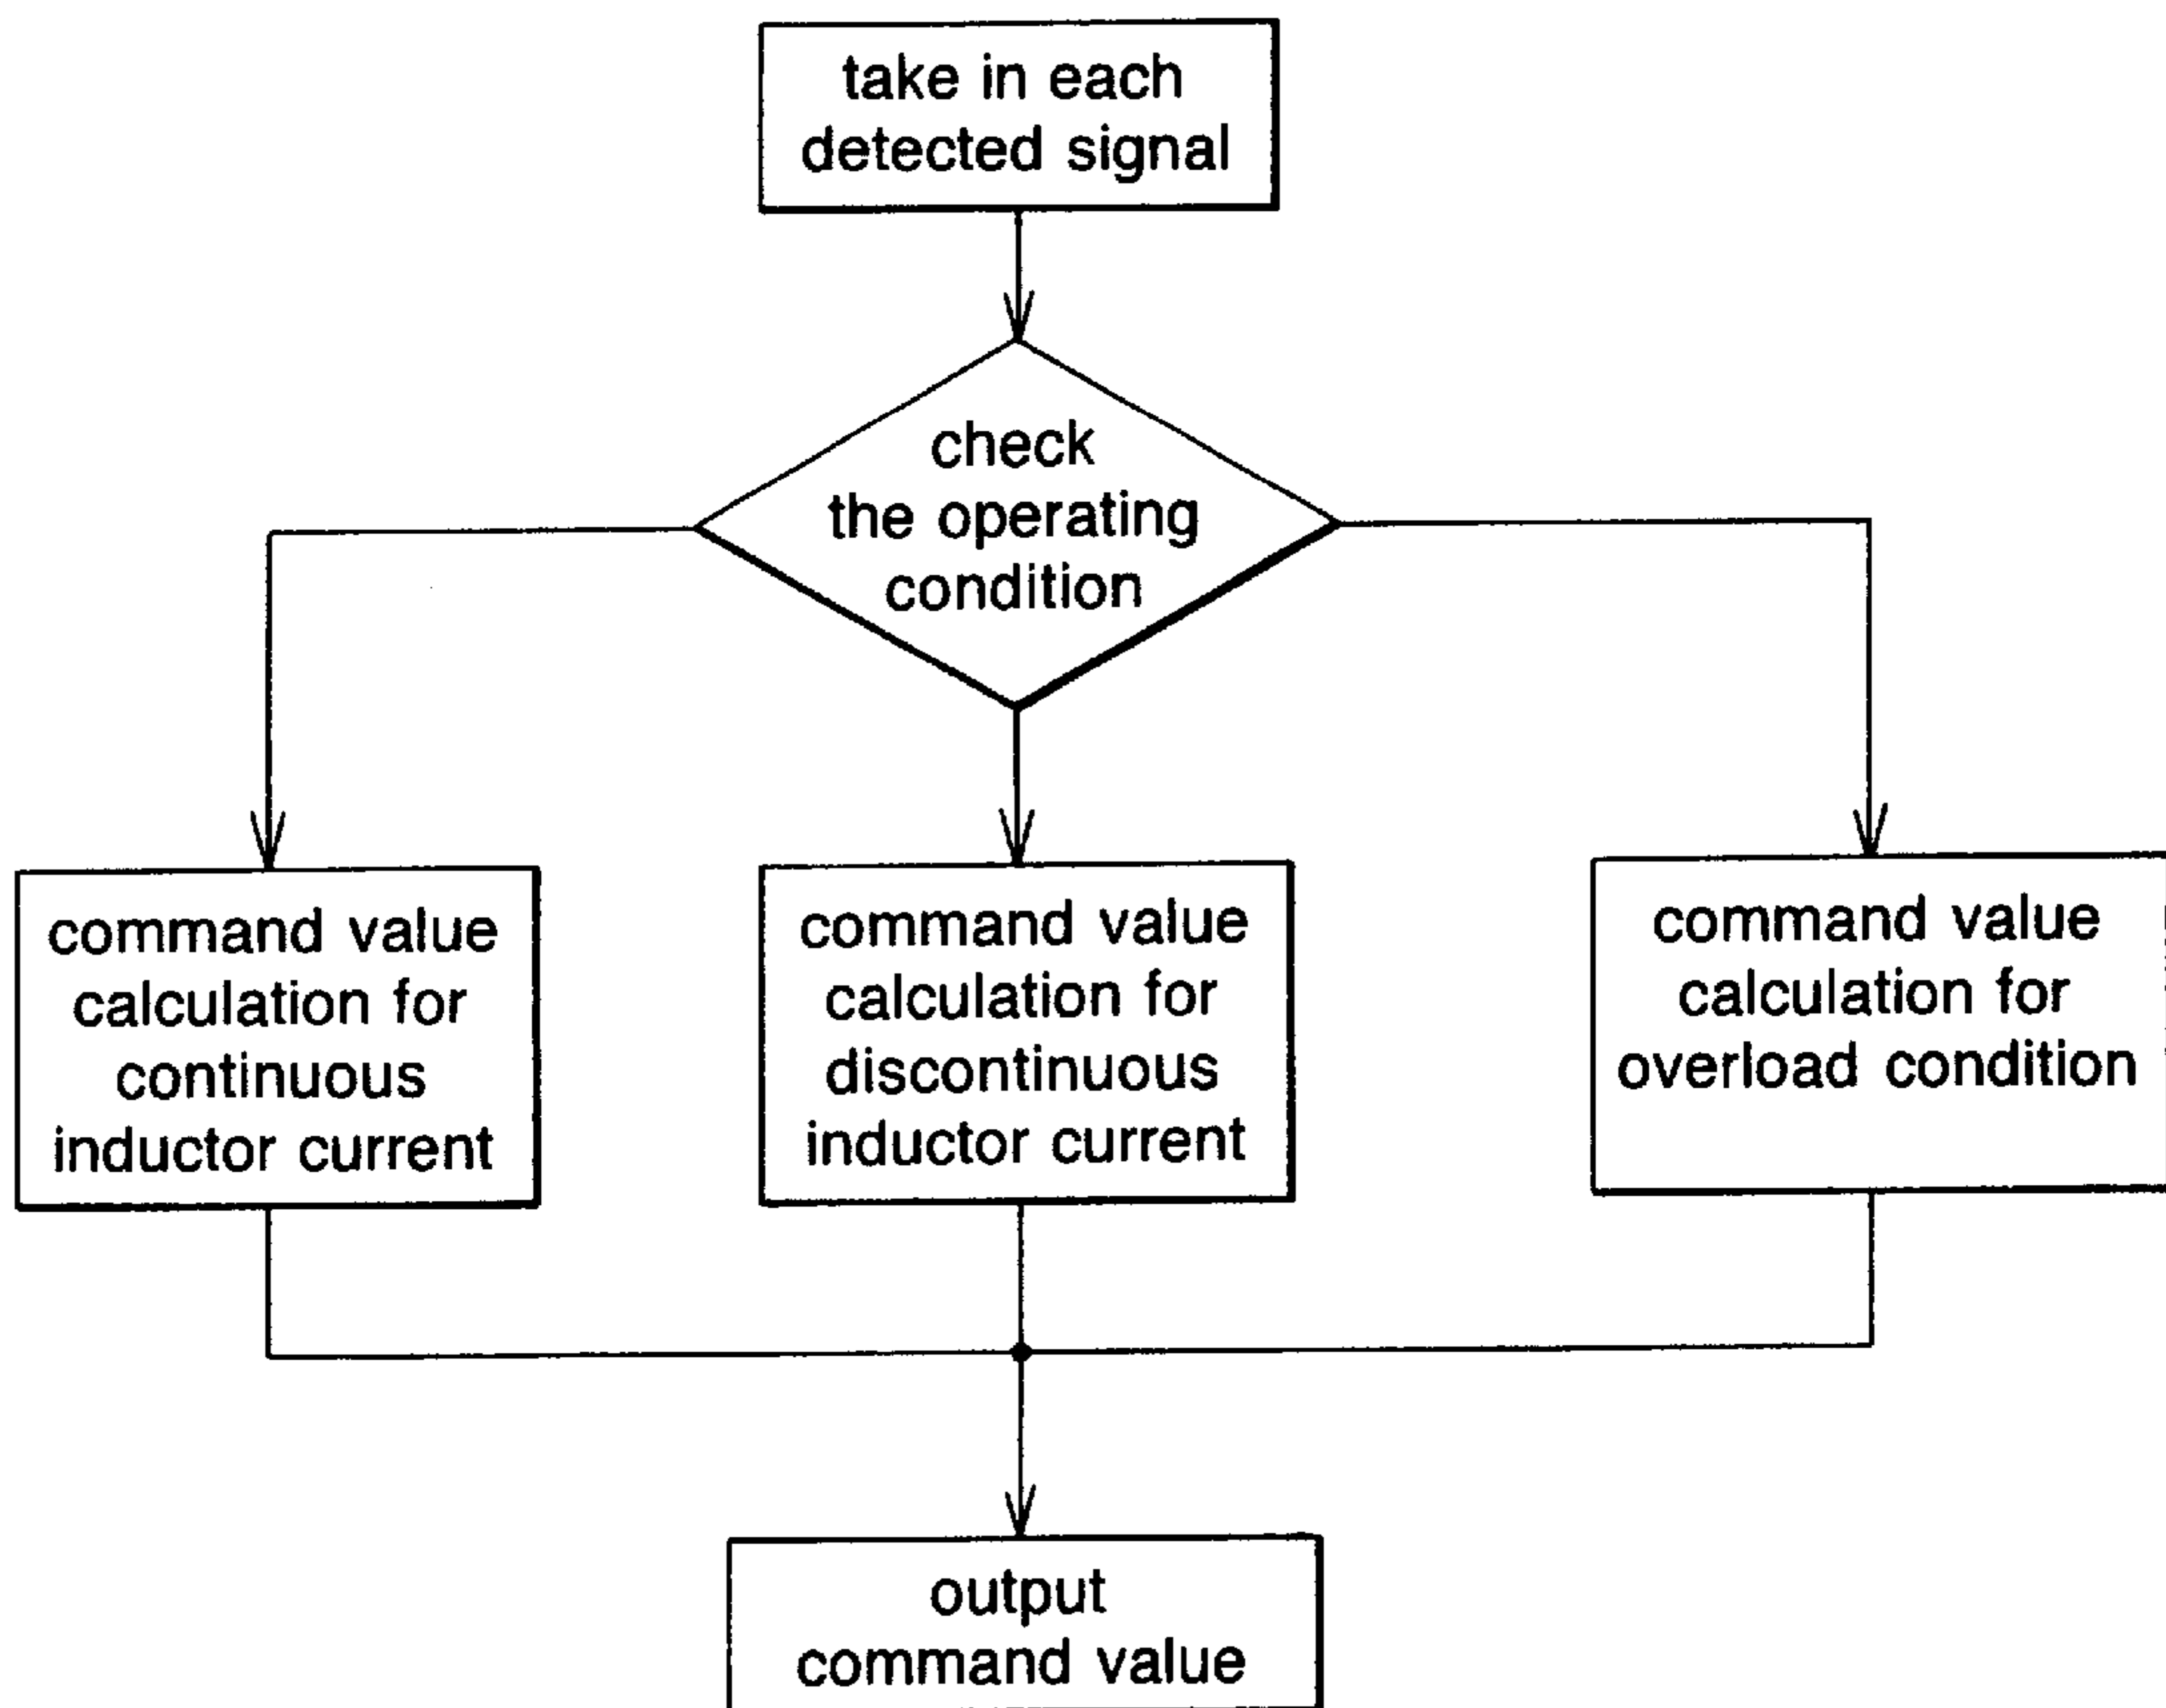 take in each
detected signal
check
the operating
condition
command value
calculation for
continuous
inductor current
command value
calculation for
discontinuous
inductor current
command value
calculation for
overload condition
output
command value